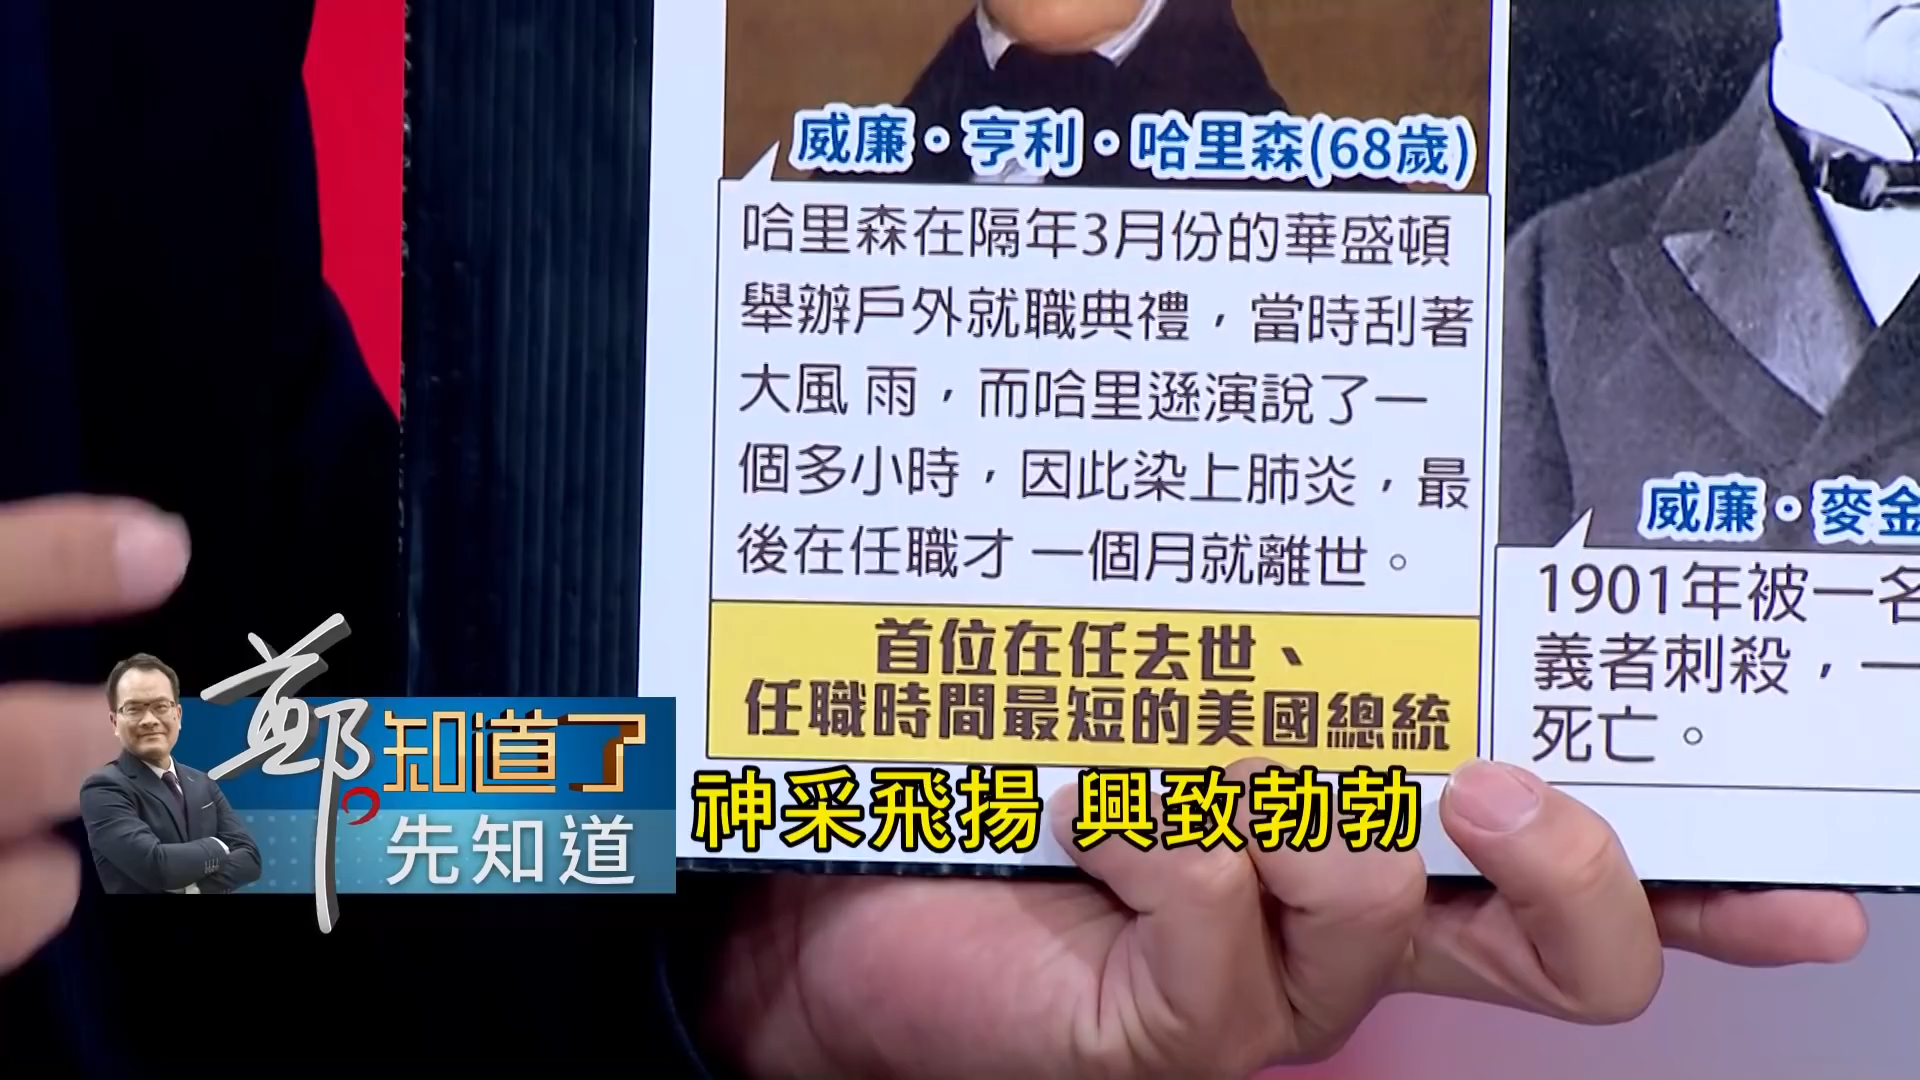 威廉·亨利·哈里森(68歲)
哈里森在隔年3月份的華盛頓
舉辦戶外就職典禮，當時刮著
大風 雨，而哈里遜演說了一
個多小時，因此染上肺炎，最
後在任職才 一個月就離世。
首位在任去世、
任職時間最短的美國總統
威廉·麥金
1901年被一名
義者刺殺，一
死亡。
鄭知道了
先知道
神采飛揚 興致勃勃